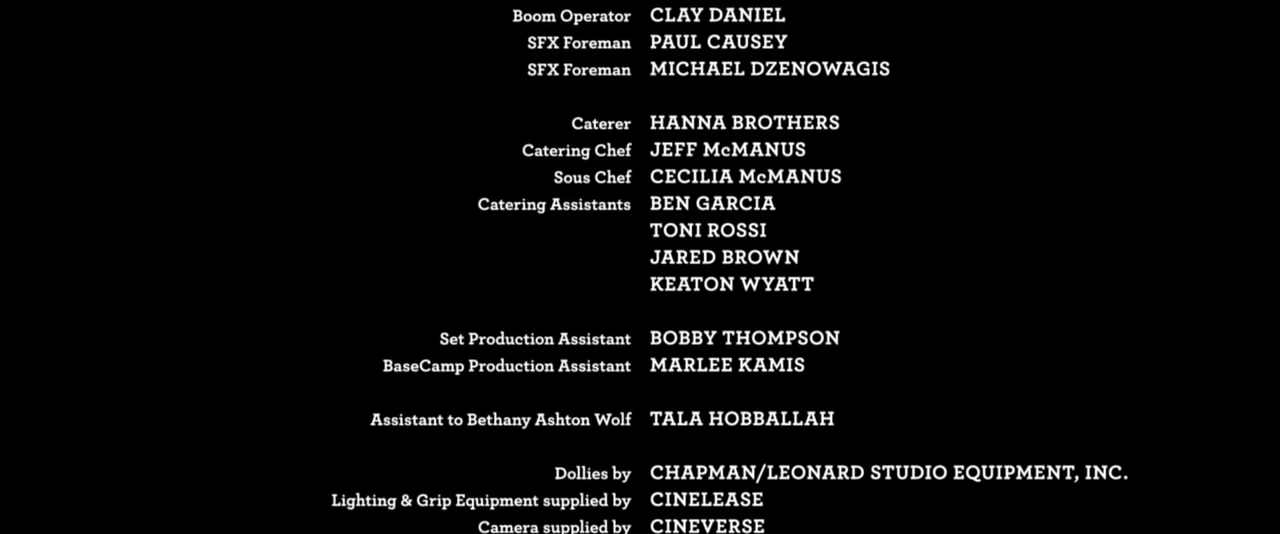 Boom Operator CLAY DANIEL
SFX Foreman PAUL CAUSEY
SFX Foreman MICHAEL DZENOWAGIS
Caterer HANNA BROTHERS
Catering Chef JEFF McMANUS
Sous Chef CECILIA McMANUS
Catering Assistants BEN GARCIA
TONI ROSSI
JARED BROWN
KEATON WYATT
Set Production Assistant BOBBY THOMPSON
BaseCamp Production Assistant MARLEE KAMIS
Assistant to Bethany Ashton Wolf TALA HOBBALLAH
Dollies by CHAPMAN/LEONARD STUDIO EQUIPMENT, INC.
Lighting & Grip Equipment supplied by CINELEASE
Camera supplied by CINEVERSE